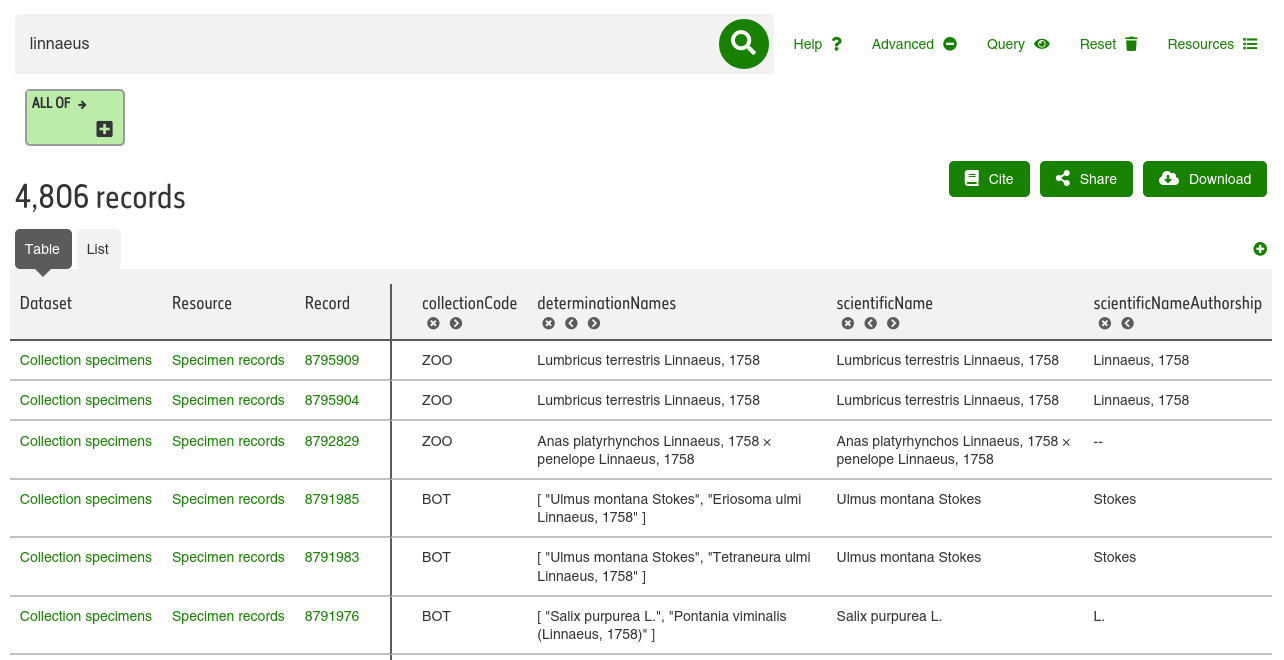 linnaeus
Help Advanced Query Reset Resources
ALL OF
4,806 records
Cite Share Download
Table List
Dataset Resource Record collectionCode determinationNames scientificName scientificNameAuthorship
Collection specimens Specimen records 8795909 ZOO Lumbricus terrestris Linnaeus, 1758 Lumbricus terrestris Linnaeus, 1758 Linnaeus, 1758
Collection specimens Specimen records 8795904 ZOO Lumbricus terrestris Linnaeus, 1758 Lumbricus terrestris Linnaeus, 1758 Linnaeus, 1758
Collection specimens Specimen records 8792829 ZOO Anas platyrhynchos Linnaeus, 1758 × Anas platyrhynchos Linnaeus, 1758 × --
penelope Linnaeus, 1758 penelope Linnaeus, 1758
Collection specimens Specimen records 8791985 BOT [ "Ulmus montana Stokes", "Eriosoma ulmi Ulmus montana Stokes Stokes
Linnaeus, 1758" ]
Collection specimens Specimen records 8791983 BOT [ "Ulmus montana Stokes", "Tetraneura ulmi Ulmus montana Stokes Stokes
Linnaeus, 1758" ]
Collection specimens Specimen records 8791976 BOT [ "Salix purpurea L.", "Pontania viminalis Salix purpurea L. L.
(Linnaeus, 1758)" ]